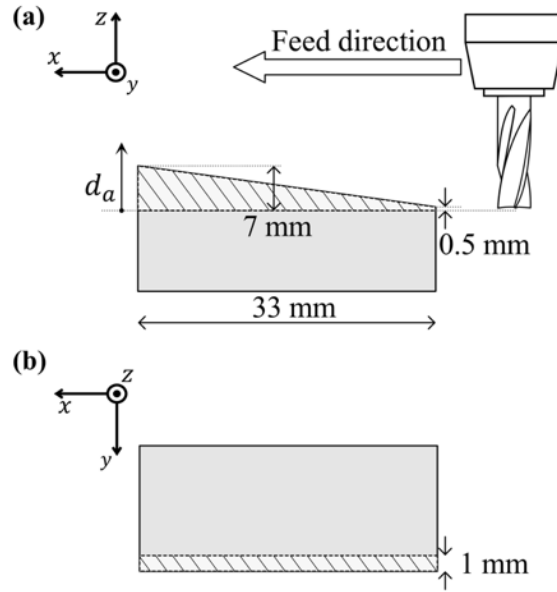 (a)
z
x
y
Feed direction
d_a
7 mm
0.5 mm
33 mm
(b)
z
x
y
1 mm